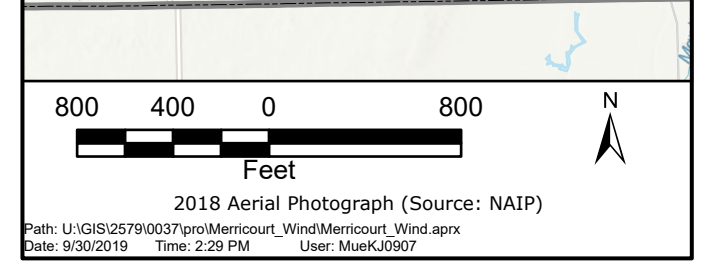 N
800 400 0 800
Feet
2018 Aerial Photograph (Source: NAIP)
Path: U:\GIS\2579\0037\pro\Merricourt_Wind\Merricourt_Wind.aprx
Date: 9/30/2019 Time: 2:29 PM User: MueKJ0907